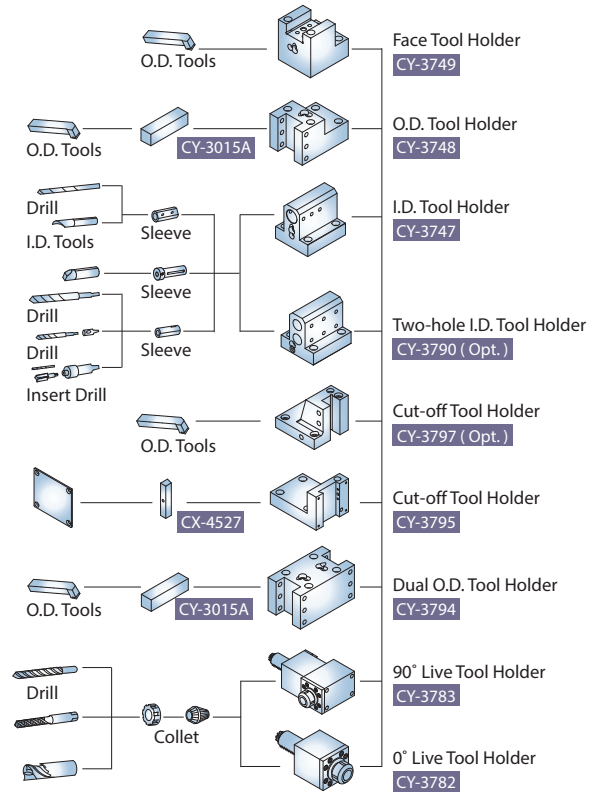 O.D. Tools
Face Tool Holder
CY-3749
O.D. Tools
CY-3015A
O.D. Tool Holder
CY-3748
Drill
I.D. Tools
Sleeve
I.D. Tool Holder
CY-3747
Sleeve
Drill
Drill
Sleeve
Insert Drill
Two-hole I.D. Tool Holder
CY-3790 ( Opt. )
O.D. Tools
Cut-off Tool Holder
CY-3797 ( Opt. )
CX-4527
Cut-off Tool Holder
CY-3795
O.D. Tools
CY-3015A
Dual O.D. Tool Holder
CY-3794
Drill
Collet
90° Live Tool Holder
CY-3783
0° Live Tool Holder
CY-3782